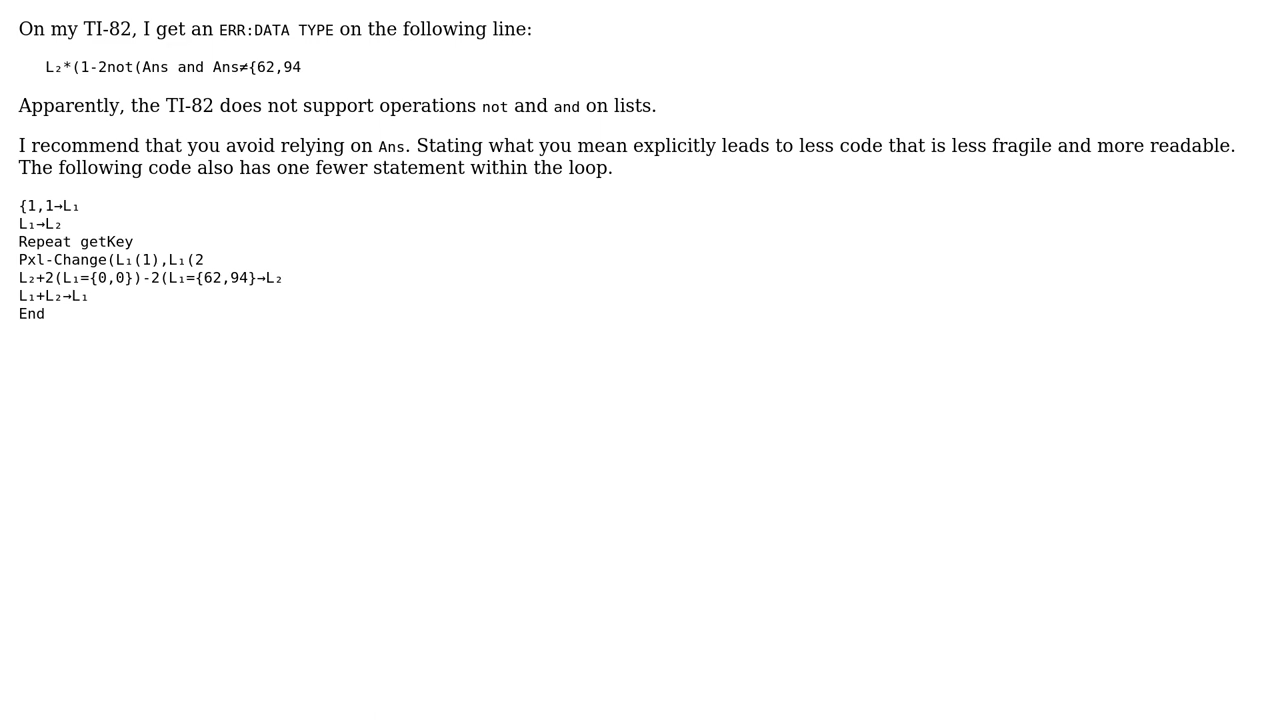 On my TI-82, I get an ERR:DATA TYPE on the following line:
L₂*(1-2not(Ans and Ans≠{62,94
Apparently, the TI-82 does not support operations not and and on lists.
I recommend that you avoid relying on Ans. Stating what you mean explicitly leads to less code that is less fragile and more readable.
The following code also has one fewer statement within the loop.
{1,1→L₁
L₁→L₂
Repeat getKey
Pxl-Change(L₁(1),L₁(2
L₂+2(L₁={0,0})-2(L₁={62,94}→L₂
L₁+L₂→L₁
End